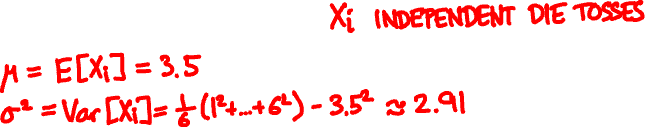 Xi INDEPENDENT DIE TOSSES
μ = E[Xi] = 3.5
σ² = Var[Xi] = 1/6 (1²+...+6²) - 3.5² ≈ 2.91